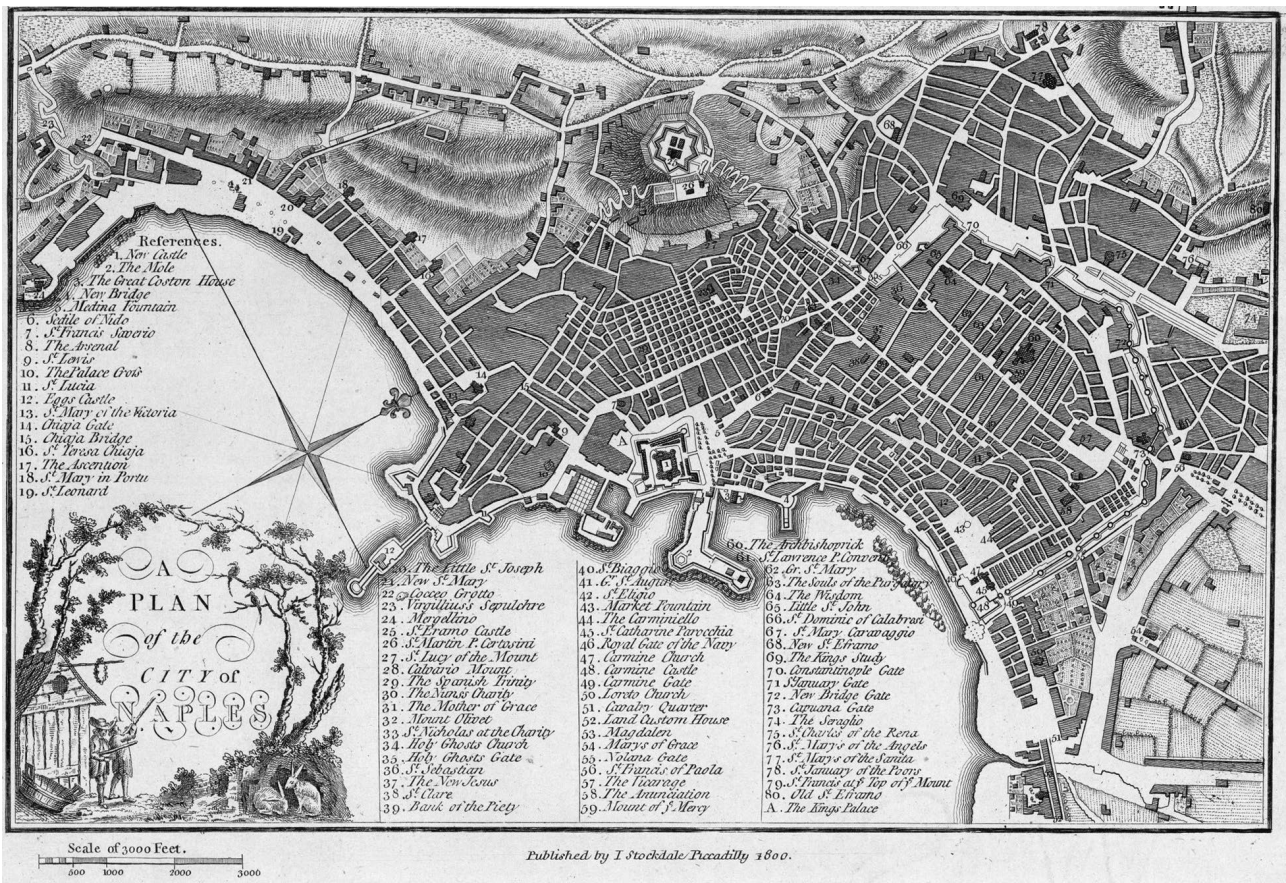 References.
1. New Castle
2. The Mole
3. The Great Coston House
4. New Bridge
5. Medina Fountain
6. Sedile of Nido
7. St. Francis Saverio
8. The Arsenal
9. St. Lewis
10. The Palace Crois
11. St. Lucia
12. Eggs Castle
13. St. Mary of the Victoria
14. Chiaja Gate
15. Chiaja Bridge
16. St. Teresa Chiaja
17. The Ascention
18. St. Mary in Portu
19. St. Leonard
A
PLAN
of the
CITY of
NAPLES
20. The Little St. Joseph
21. New St. Mary
22. Cocceo Grotto
23. Virgilius's Sepulchre
24. Mergellino
25. St. Eramo Castle
26. St. Martin P. Certosini
27. St. Lucy of the Mount
28. Calvario Mount
29. The Spanish Trinity
30. The Nunss Charity
31. The Mother of Grace
32. Mount Olivet
33. St. Nicholas at the Charity
34. Holy Ghosts Church
35. Holy Ghosts Gate
36. St. Sebastian
37. The New Jesus
38. St. Clare
39. Bank of the Piety
40. St. Biaggio
41. Gt. St. Augtin
42. St. Eligio
43. Market Fountain
44. The Carminiello
45. St. Catharine Parocchia
46. Royal Gate of the Navy
47. Carmine Church
48. Carmine Castle
49. Carmine Gate
50. Loreto Church
51. Cavalry Quarter
52. Land Custom House
53. Magdalen
54. Marys of Grace
55. Nolana Gate
56. St. Francis of Paola
57. The Vicarage
58. The Anunciation
59. Mount of ye. Mercy
60. The Archbishoprick
61. St. Lawrence P. Convent
62. Gr. St. Mary
63. The Souls of the Purgatory
64. The Wisdom
65. Little St. John
66. St. Dominic of Calabresi
67. St. Mary Caravaggio
68. New St. Eframo
69. The Kings Study
70. Constantinople Gate
71. St. January Gate
72. New Bridge Gate
73. Capuana Gate
74. The Seraglio
75. St. Charles of the Rena
76. St. Marys of the Angels
77. St. Marys of the Sanita
78. St. January of the Poors
79. St. Francis at ye. Top of ye. Mount
80. Old St. Eframo
A. The Kings Palace
Scale of 3000 Feet.
500 1000 2000 3000
Published by I Stockdale Piccadilly 1800.